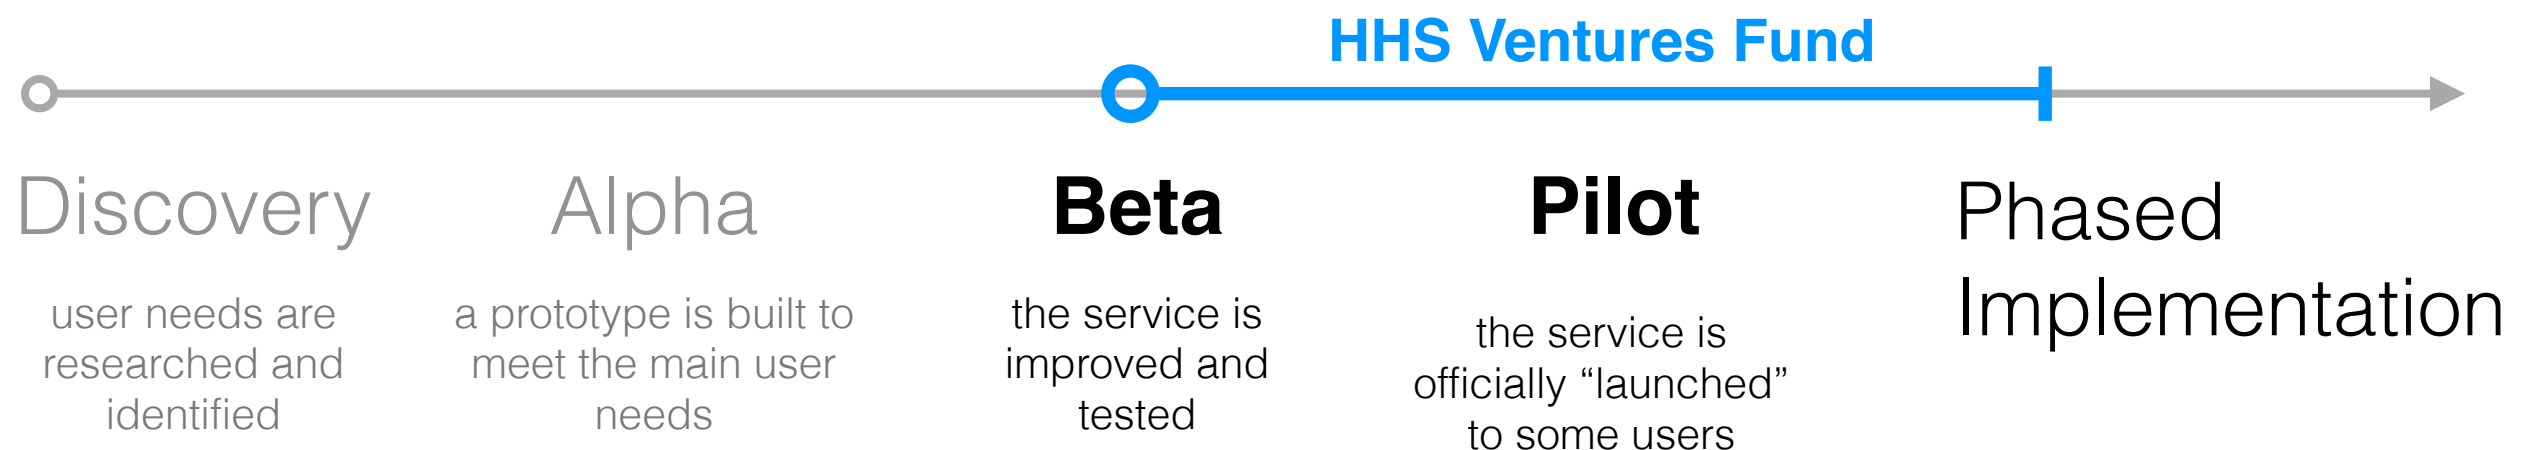 HHS Ventures Fund
Discovery
user needs are
researched and
identified
Alpha
a prototype is built to
meet the main user
needs
Beta
the service is
improved and
tested
Pilot
the service is
officially “launched”
to some users
Phased
Implementation